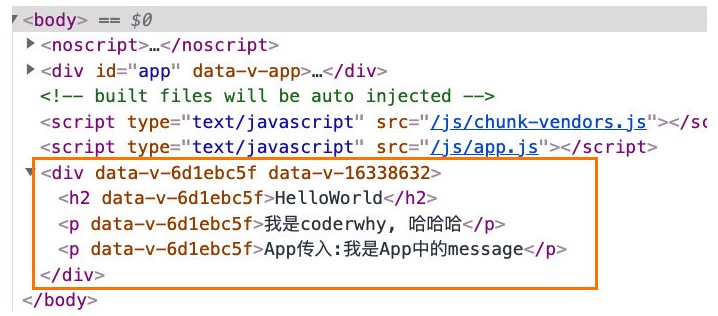 <body> == $0
<noscript>…</noscript>
<div id="app" data-v-app>…</div>
<!-- built files will be auto injected -->
<script type="text/javascript" src="/js/chunk-vendors.js"></sc
<script type="text/javascript" src="/js/app.js"></script>
<div data-v-6d1ebc5f data-v-16338632>
<h2 data-v-6d1ebc5f>HelloWorld</h2>
<p data-v-6d1ebc5f>我是coderwhy, 哈哈哈</p>
<p data-v-6d1ebc5f>App传入:我是App中的message</p>
</div>
</body>